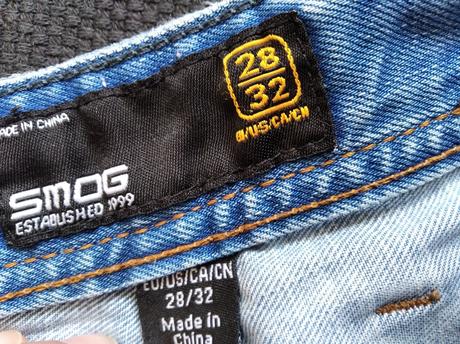 28
32
EU/US/CA/CN
MADE IN CHINA
SMOG
ESTABLISHED 1999
EU/US/CA/CN
28/32
Made in
China